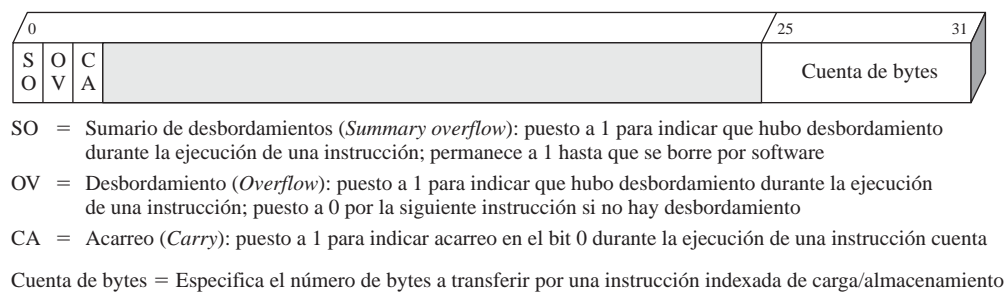 0 25 31
S O C Cuenta de bytes
O V A
SO = Sumario de desbordamientos (Summary overflow): puesto a 1 para indicar que hubo desbordamiento
durante la ejecución de una instrucción; permanece a 1 hasta que se borre por software
OV = Desbordamiento (Overflow): puesto a 1 para indicar que hubo desbordamiento durante la ejecución
de una instrucción; puesto a 0 por la siguiente instrucción si no hay desbordamiento
CA = Acarreo (Carry): puesto a 1 para indicar acarreo en el bit 0 durante la ejecución de una instrucción cuenta
Cuenta de bytes = Especifica el número de bytes a transferir por una instrucción indexada de carga/almacenamiento